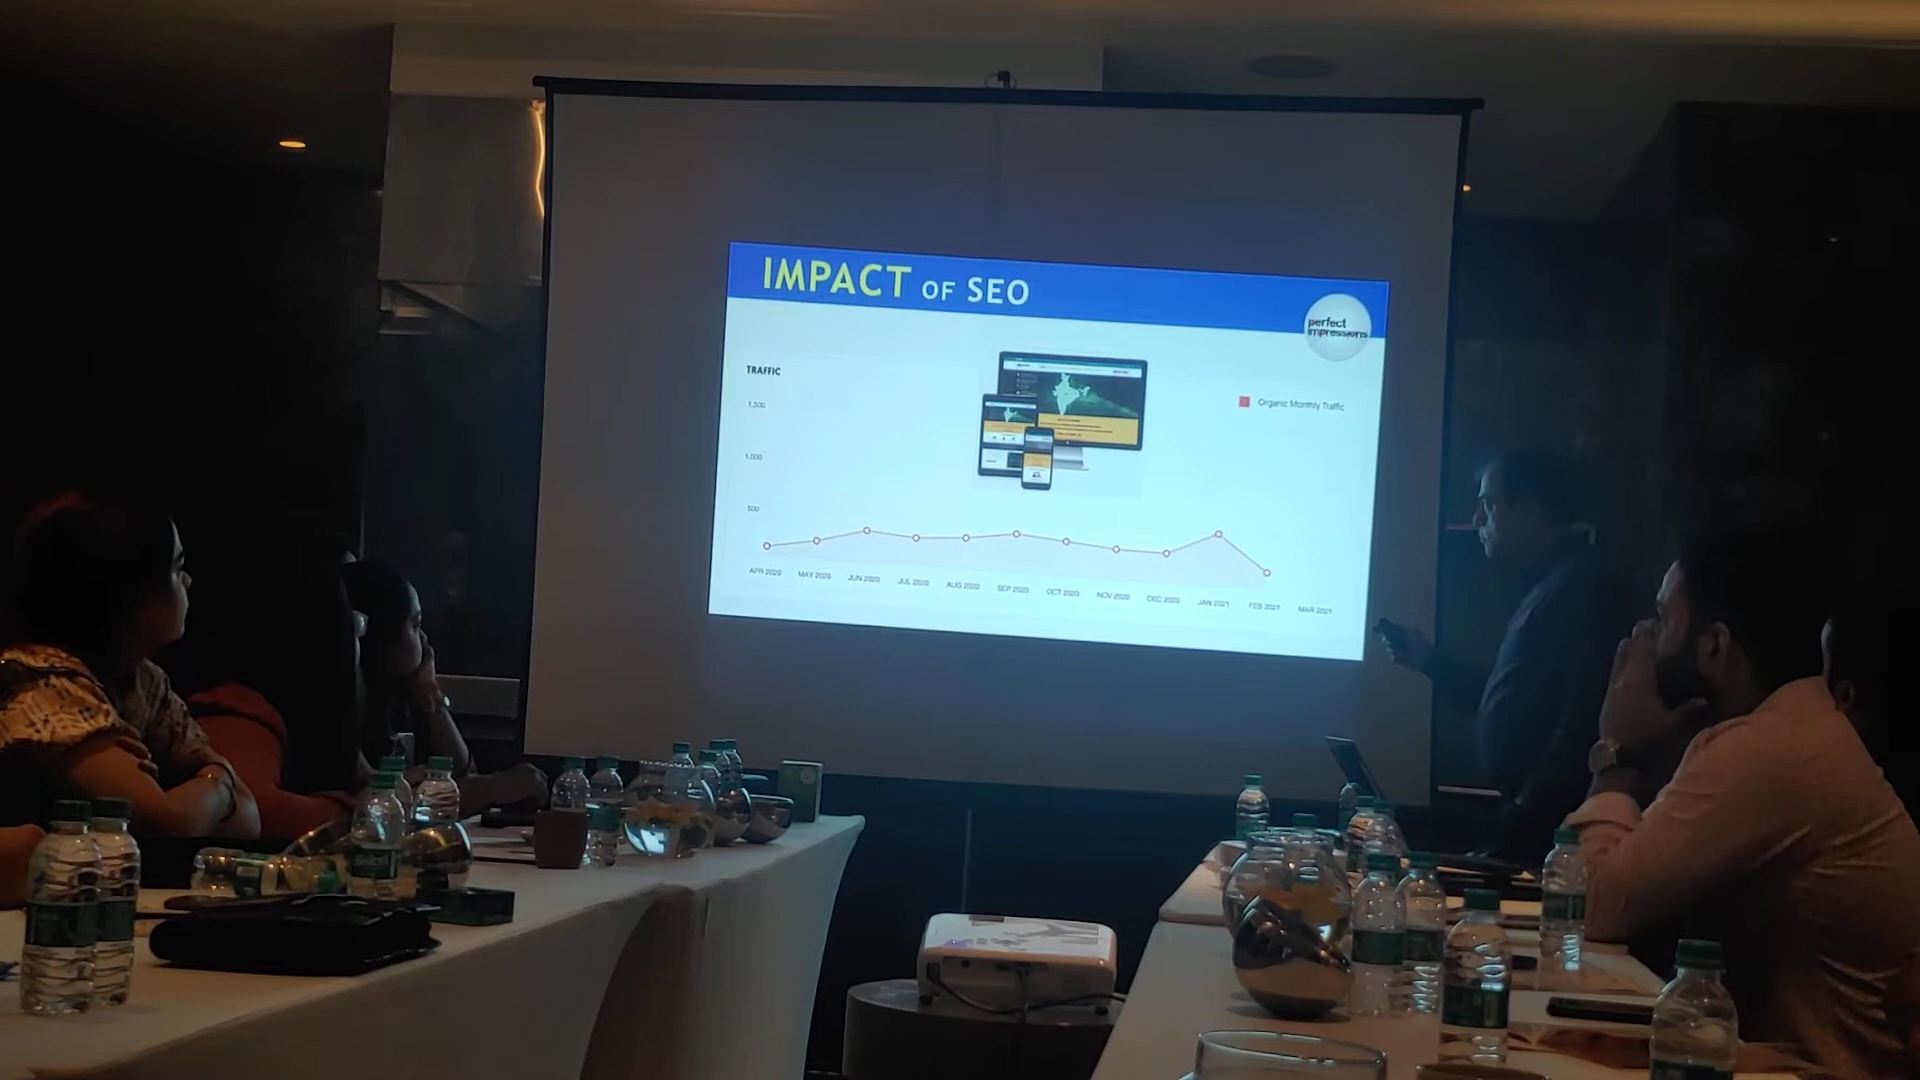 IMPACT OF SEO
perfect
impressions
TRAFFIC
Organic Monthly Traffic
1,500
1,000
500
APR 2020 MAY 2020 JUN 2020 JUL 2020 AUG 2020 SEP 2020 OCT 2020 NOV 2020 DEC 2020 JAN 2021 FEB 2021 MAR 2021